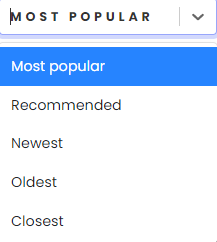 MOST POPULAR
Most popular
Recommended
Newest
Oldest
Closest